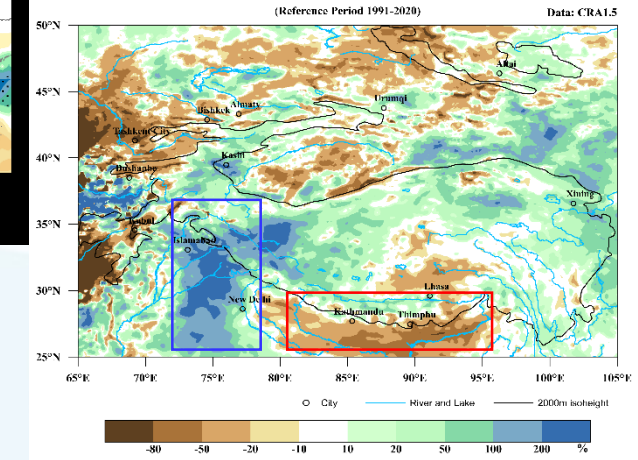 (Reference Period 1991-2020) Data: CRA1.5
50°N
45°N
40°N
35°N
30°N
25°N
Altai
Urumqi
Almaty
Bishkek
Tashkent City
Kashi
Dushanbe
Xining
Kabul
Islamabad
New Delhi
Lhasa
Kathmandu
Thimphu
65°E 70°E 75°E 80°E 85°E 90°E 95°E 100°E 105°E
City River and Lake 2000m isoheight
-80 -50 -20 -10 10 20 50 100 200 %